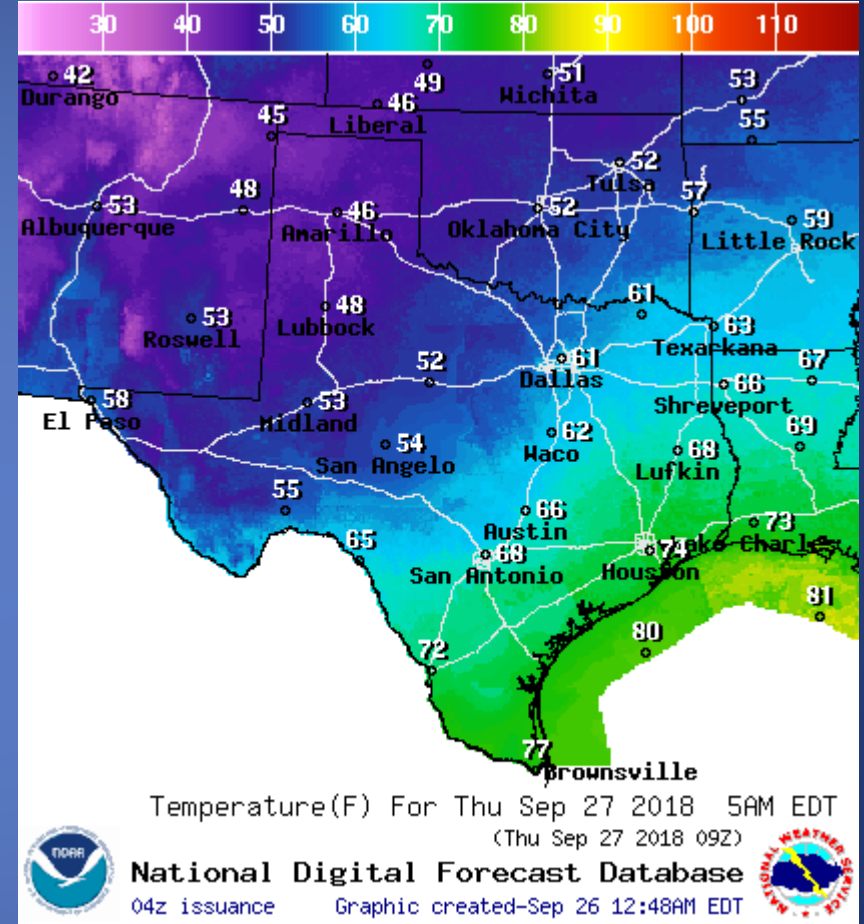 30 40 50 60 70 80 90 100 110
42
Durango
49
51
Wichita
53
45
46
Liberal
55
52
Tulsa
53
Albuquerque
48
46
Amarillo
52
Oklahoma City
57
59
Little Rock
53
Roswell
48
Lubbock
61
63
Texarkana
52
61
Dallas
66
Shreveport
67
58
El Paso
53
Midland
54
San Angelo
62
Waco
68
Lufkin
69
55
66
Austin
73
Lake Charles
65
68
San Antonio
74
Houston
81
80
72
77
Brownsville
Temperature(F) For Thu Sep 27 2018 5AM EDT
(Thu Sep 27 2018 09Z)
National Digital Forecast Database
04z issuance Graphic created-Sep 26 12:48AM EDT
NOAA
NATIONAL WEATHER SERVICE